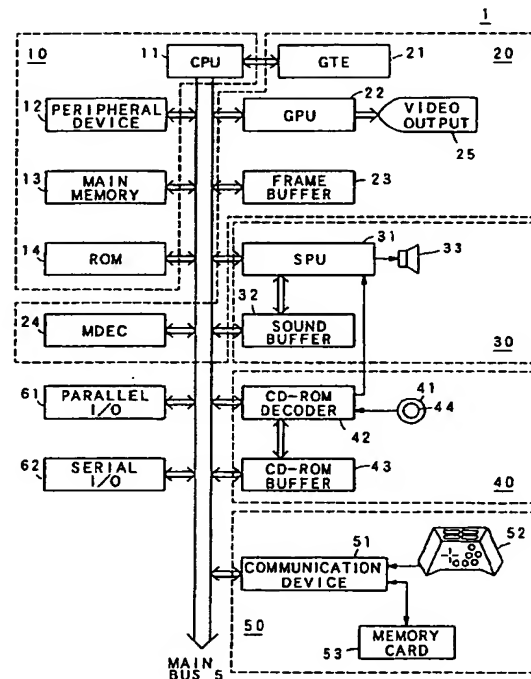 1
10
11
CPU
GTE
21
20
12
PERIPHERAL
DEVICE
22
GPU
VIDEO
OUTPUT
25
13
MAIN
MEMORY
FRAME
BUFFER
23
14
ROM
31
SPU
33
24
MDEC
32
SOUND
BUFFER
30
61
PARALLEL
I/O
CD-ROM
DECODER
42
41
44
62
SERIAL
I/O
CD-ROM
BUFFER
43
40
51
COMMUNICATION
DEVICE
52
50
53
MEMORY
CARD
MAIN
BUS 5